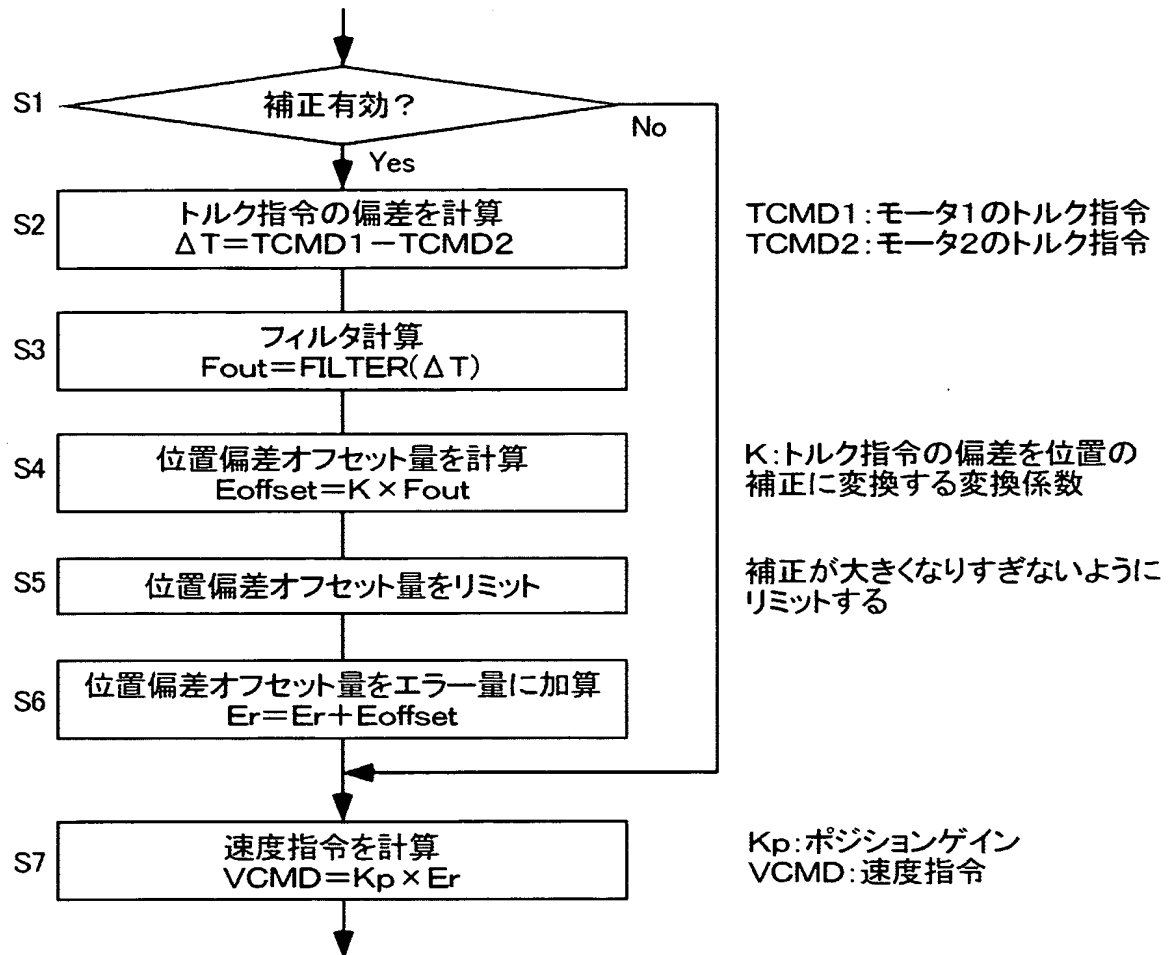 S1
補正有効？
No
Yes
S2
トルク指令の偏差を計算
ΔT＝TCMD1－TCMD2
TCMD1：モータ1のトルク指令
TCMD2：モータ2のトルク指令
S3
フィルタ計算
Fout＝FILTER(ΔT)
S4
位置偏差オフセット量を計算
Eoffset＝K×Fout
K：トルク指令の偏差を位置の
補正に変換する変換係数
S5
位置偏差オフセット量をリミット
補正が大きくなりすぎないように
リミットする
S6
位置偏差オフセット量をエラー量に加算
Er＝Er＋Eoffset
S7
速度指令を計算
VCMD＝Kp×Er
Kp：ポジションゲイン
VCMD：速度指令